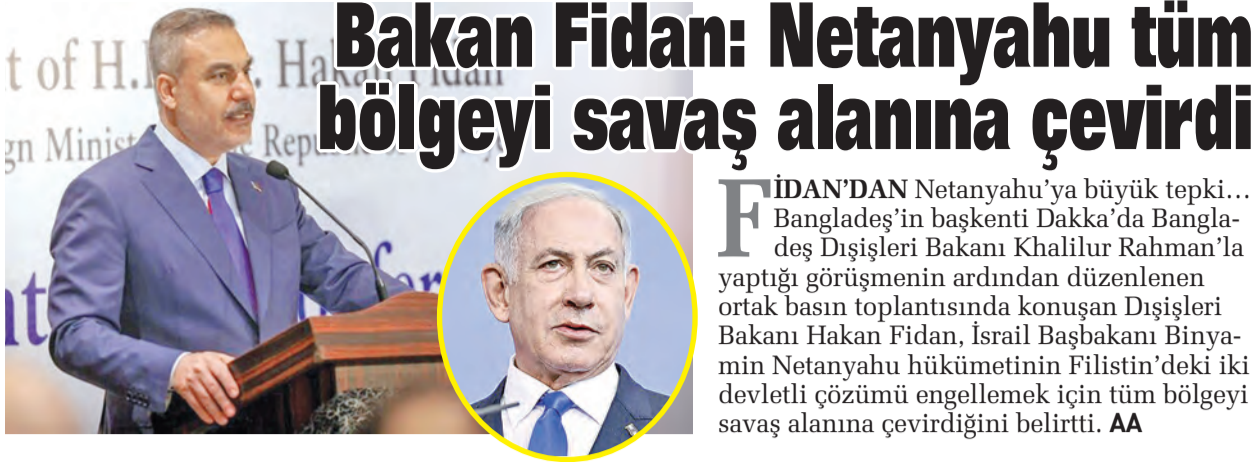 t of H.E. Hakan Fidan
gn Minist Repub
Bakan Fidan: Netanyahu tüm
bölgeyi savaş alanına çevirdi
FİDAN’DAN Netanyahu’ya büyük tepki...
Bangladeş’in başkenti Dakka’da Bangla-
deş Dışişleri Bakanı Khalilur Rahman’la
yaptığı görüşmenin ardından düzenlenen
ortak basın toplantısında konuşan Dışişleri
Bakanı Hakan Fidan, İsrail Başbakanı Binya-
min Netanyahu hükümetinin Filistin’deki iki
devletli çözümü engellemek için tüm bölgeyi
savaş alanına çevirdiğini belirtti. AA